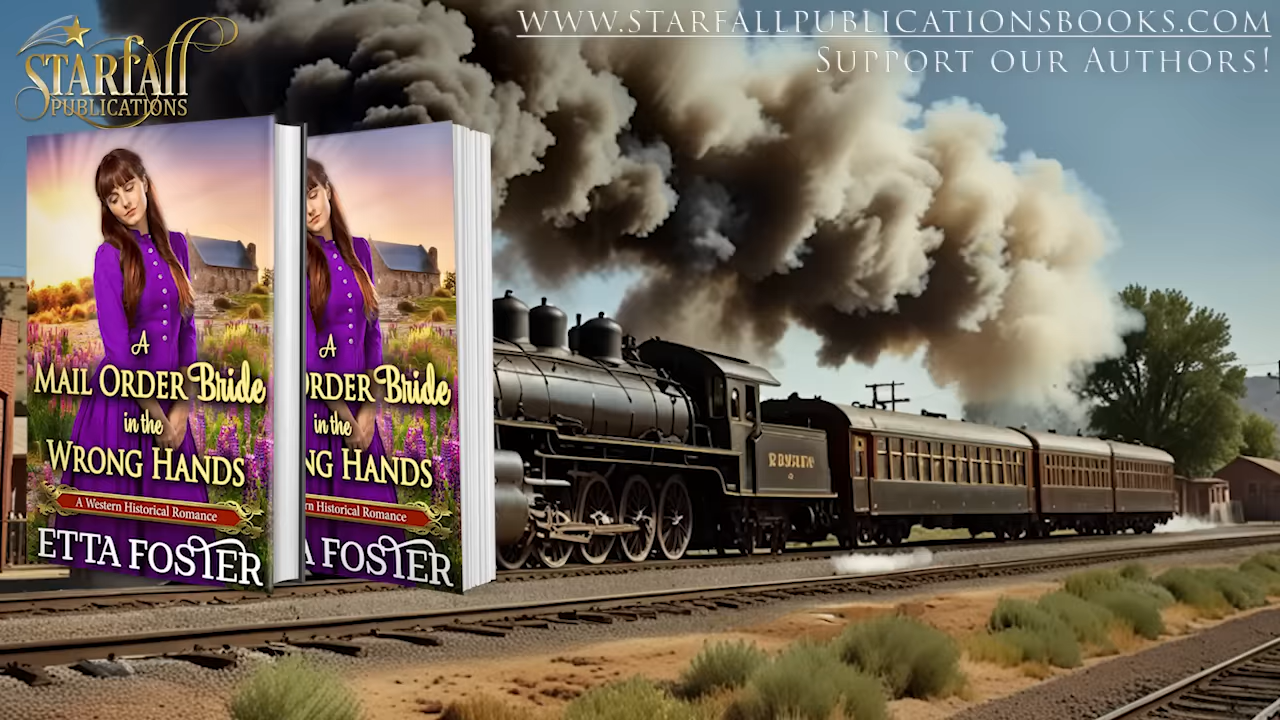 STARfall
PUBLICATIONS
www.starfallpublicationsbooks.com
Support our Authors!
A
MAIL ORDER Bride
in the
WRONG HANDS
A Western Historical Romance
ETTA FOSTER
ORDER Bride
in the
NG HANDS
rn Historical Romance
A FOSTER